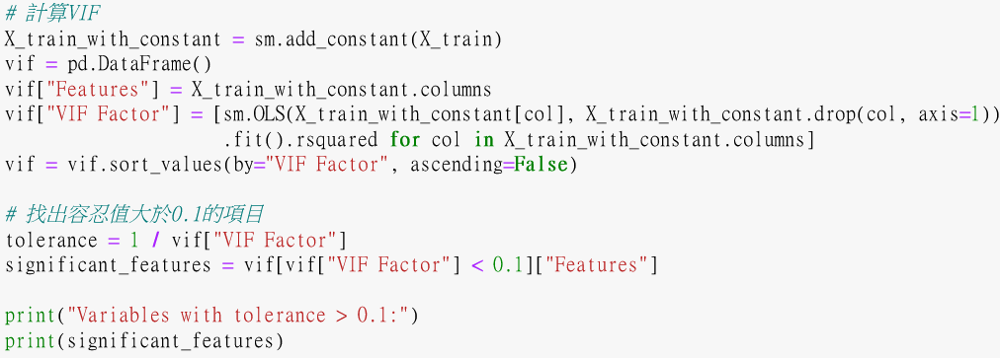 # 計算VIF
X_train_with_constant = sm.add_constant(X_train)
vif = pd.DataFrame()
vif["Features"] = X_train_with_constant.columns
vif["VIF Factor"] = [sm.OLS(X_train_with_constant[col], X_train_with_constant.drop(col, axis=1))
                     .fit().rsquared for col in X_train_with_constant.columns]
vif = vif.sort_values(by="VIF Factor", ascending=False)

# 找出容忍值大於0.1的項目
tolerance = 1 / vif["VIF Factor"]
significant_features = vif[vif["VIF Factor"] < 0.1]["Features"]

print("Variables with tolerance > 0.1:")
print(significant_features)